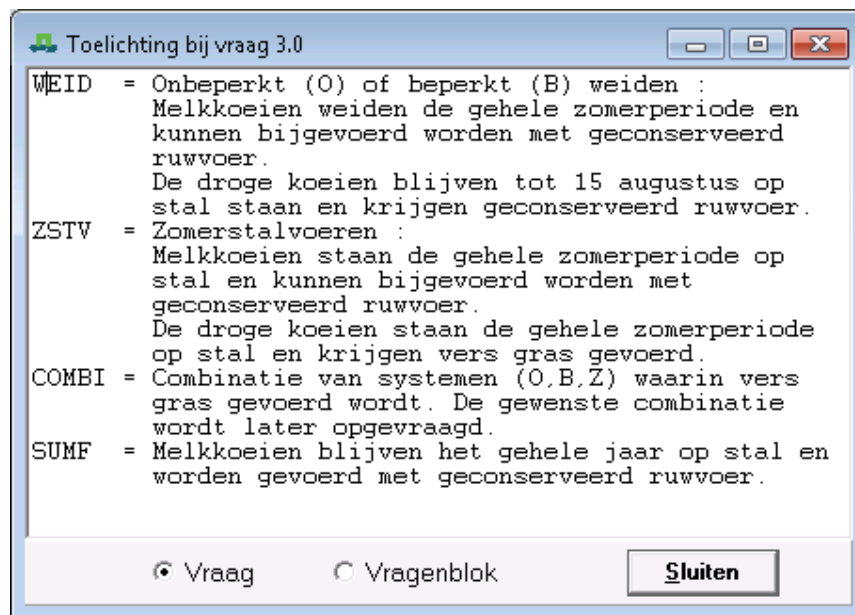 Toelichting bij vraag 3.0
WEID = Onbeperkt (O) of beperkt (B) weiden :
Melkkoeien weiden de gehele zomerperiode en
kunnen bijgevoerd worden met geconserveerd
ruwvoer.
De droge koeien blijven tot 15 augustus op
stal staan en krijgen geconserveerd ruwvoer.
ZSTV = Zomerstalvoeren :
Melkkoeien staan de gehele zomerperiode op
stal en kunnen bijgevoerd worden met
geconserveerd ruwvoer.
De droge koeien staan de gehele zomerperiode
op stal en krijgen vers gras gevoerd.
COMBI = Combinatie van systemen (O,B,Z) waarin vers
gras gevoerd wordt. De gewenste combinatie
wordt later opgevraagd.
SUMF = Melkkoeien blijven het gehele jaar op stal en
worden gevoerd met geconserveerd ruwvoer.
Vraag Vragenblok Sluiten